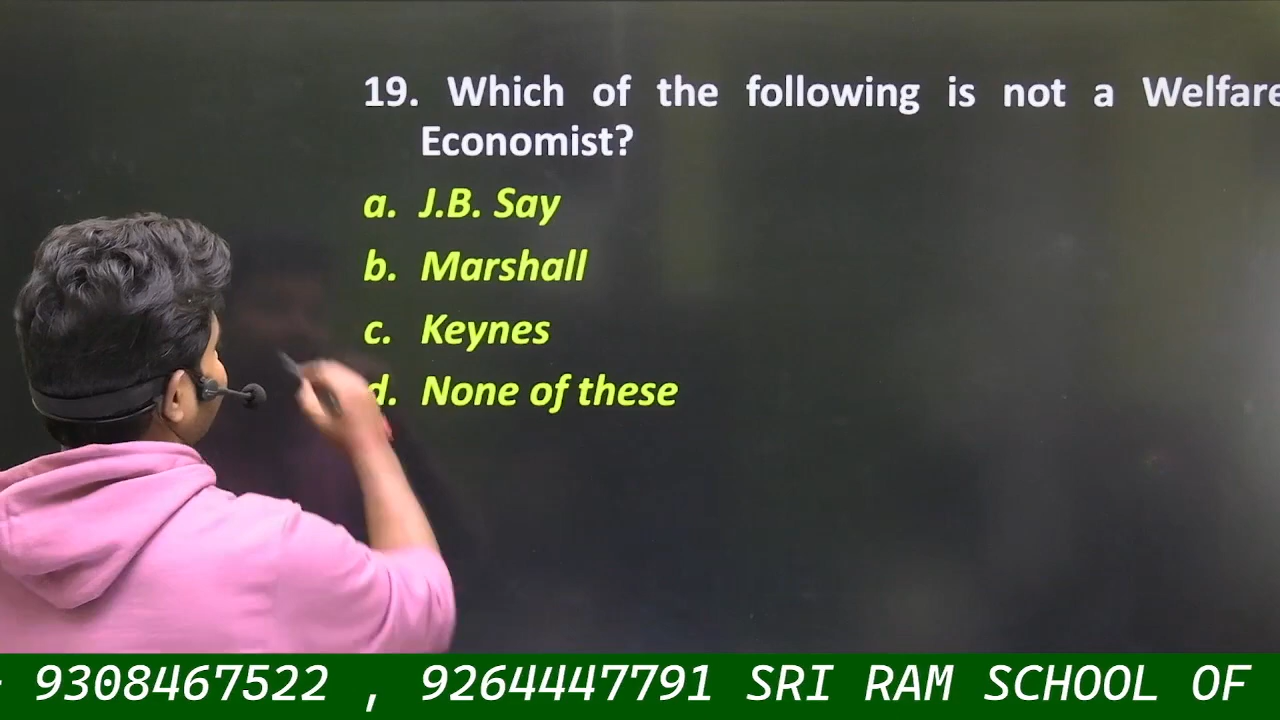 19. Which of the following is not a Welfare
Economist?
a. J.B. Say
b. Marshall
c. Keynes
d. None of these
9308467522 , 9264447791 SRI RAM SCHOOL OF